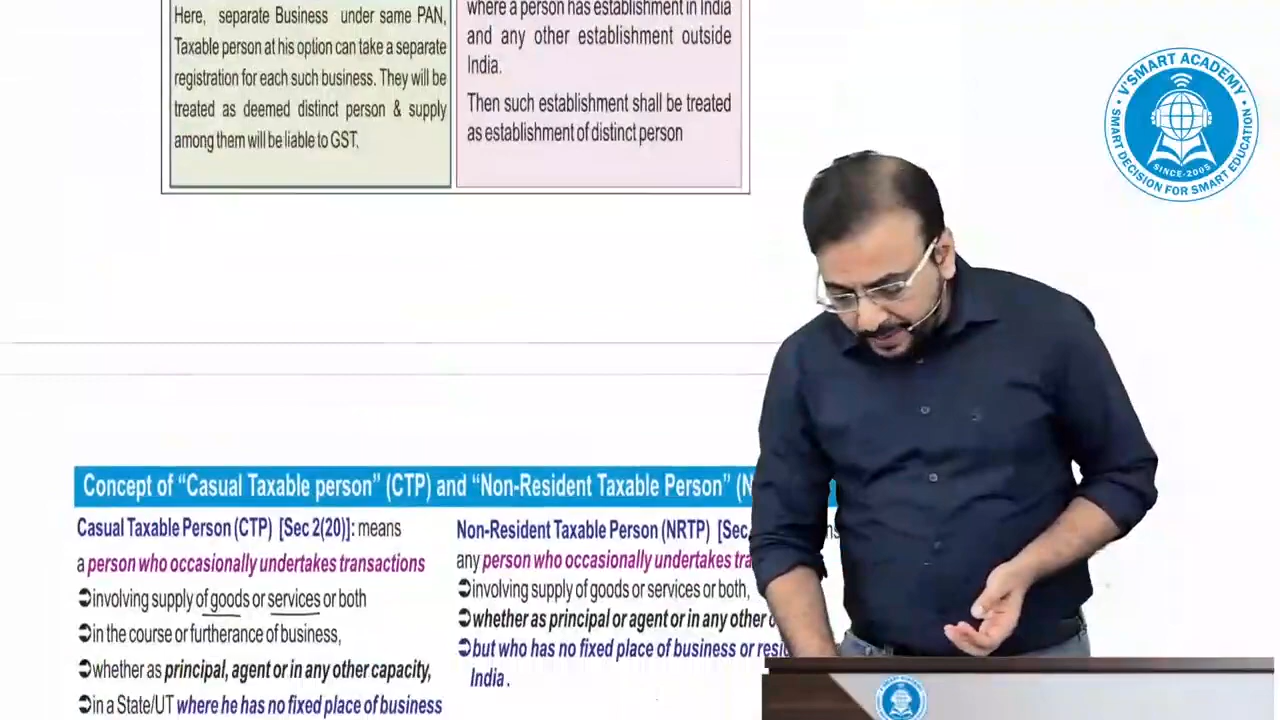 Here, separate Business under same PAN,
Taxable person at his option can take a separate
registration for each such business. They will be
treated as deemed distinct person & supply
among them will be liable to GST.
where a person has establishment in India
and any other establishment outside
India.
Then such establishment shall be treated
as establishment of distinct person
V'SMART ACADEMY
SINCE-2005
SMART DECISION FOR SMART EDUCATION
Concept of “Casual Taxable person” (CTP) and “Non-Resident Taxable Person” (N
Casual Taxable Person (CTP) [Sec 2(20)]: means
a person who occasionally undertakes transactions
➲involving supply of goods or services or both
➲in the course or furtherance of business,
➲whether as principal, agent or in any other capacity,
➲in a State/UT where he has no fixed place of business
Non-Resident Taxable Person (NRTP) [Sec.
any person who occasionally undertakes tra
➲involving supply of goods or services or both,
➲whether as principal or agent or in any other
➲but who has no fixed place of business or resi
India.